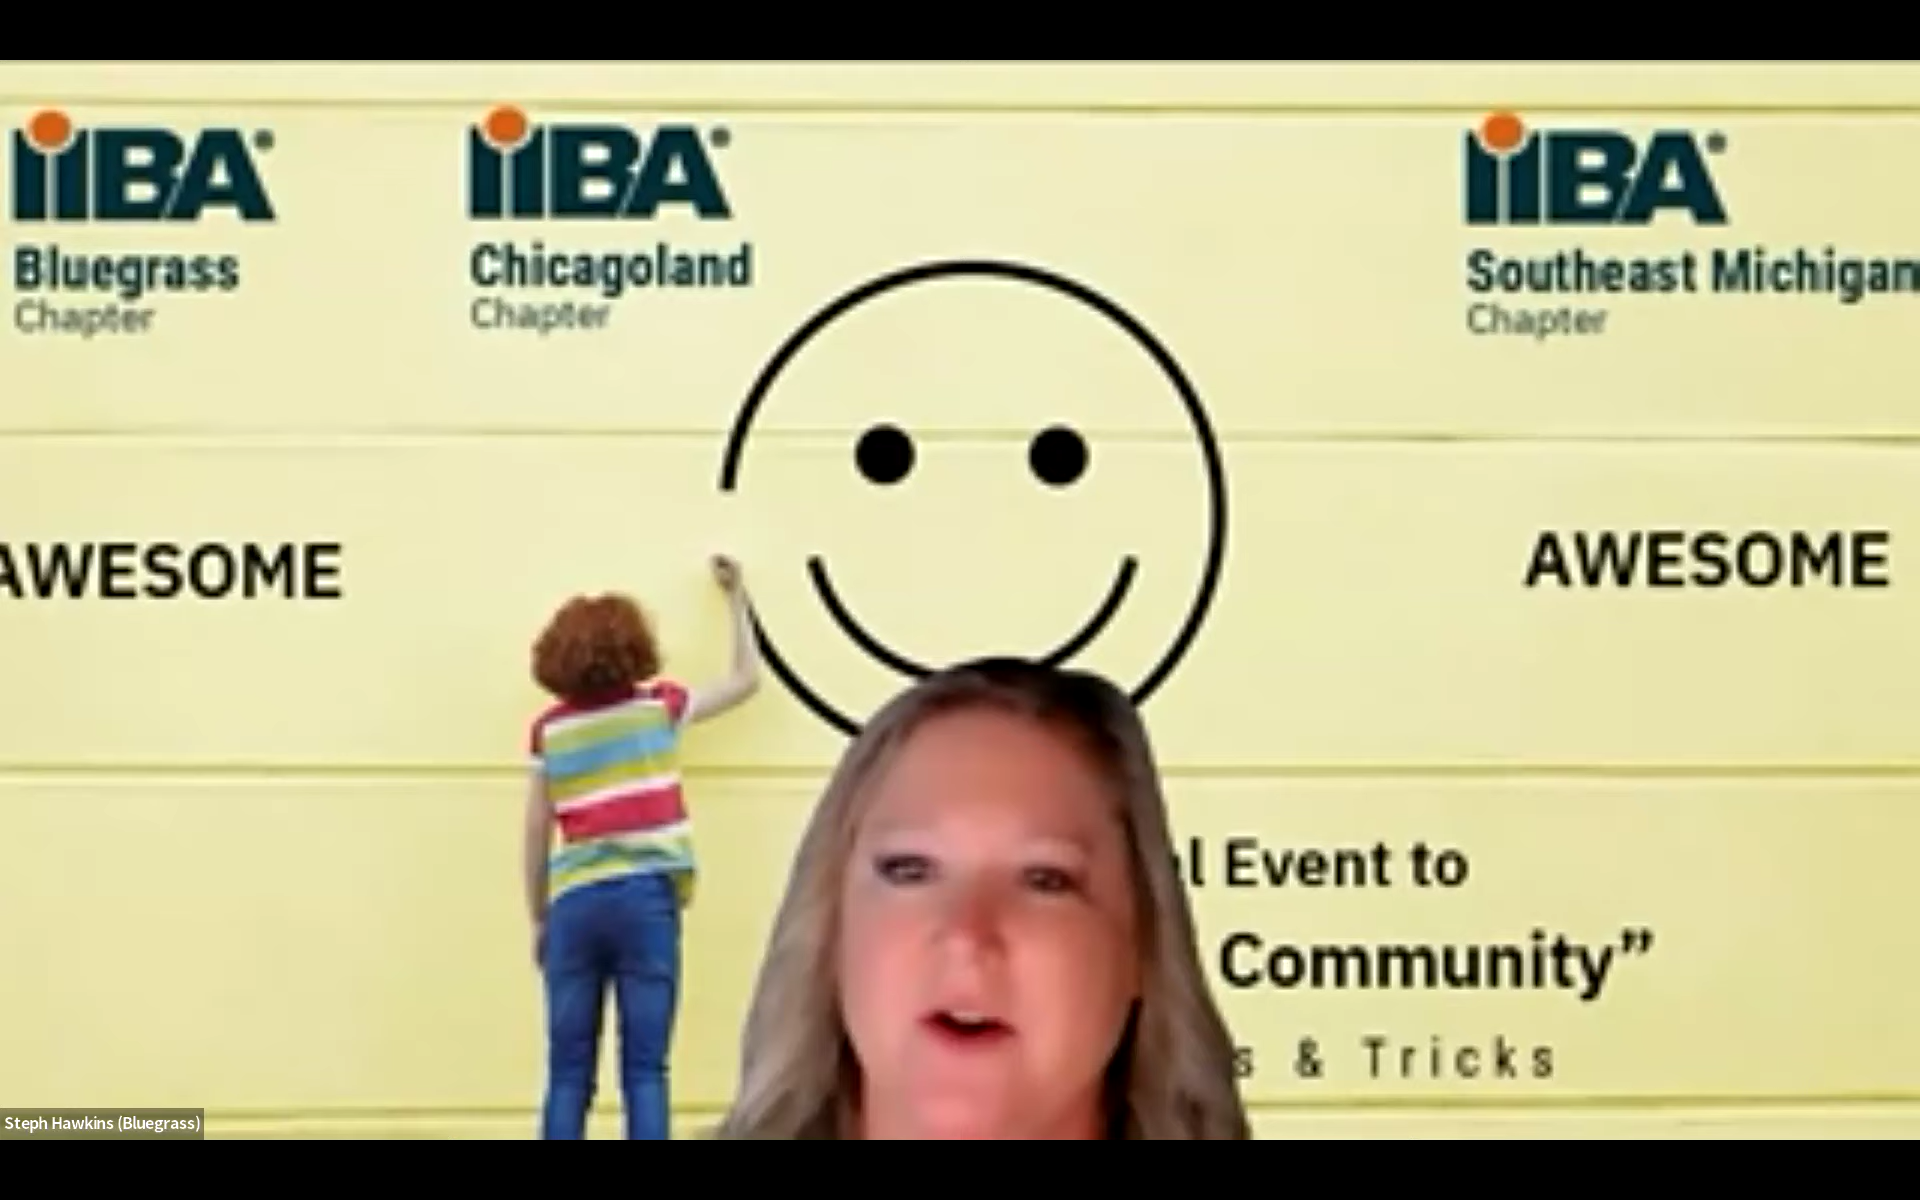 IIBA®
Bluegrass
Chapter
IIBA®
Chicagoland
Chapter
IIBA®
Southeast Michigan
Chapter
AWESOME
AWESOME
l Event to
Community”
s & Tricks
Steph Hawkins (Bluegrass)